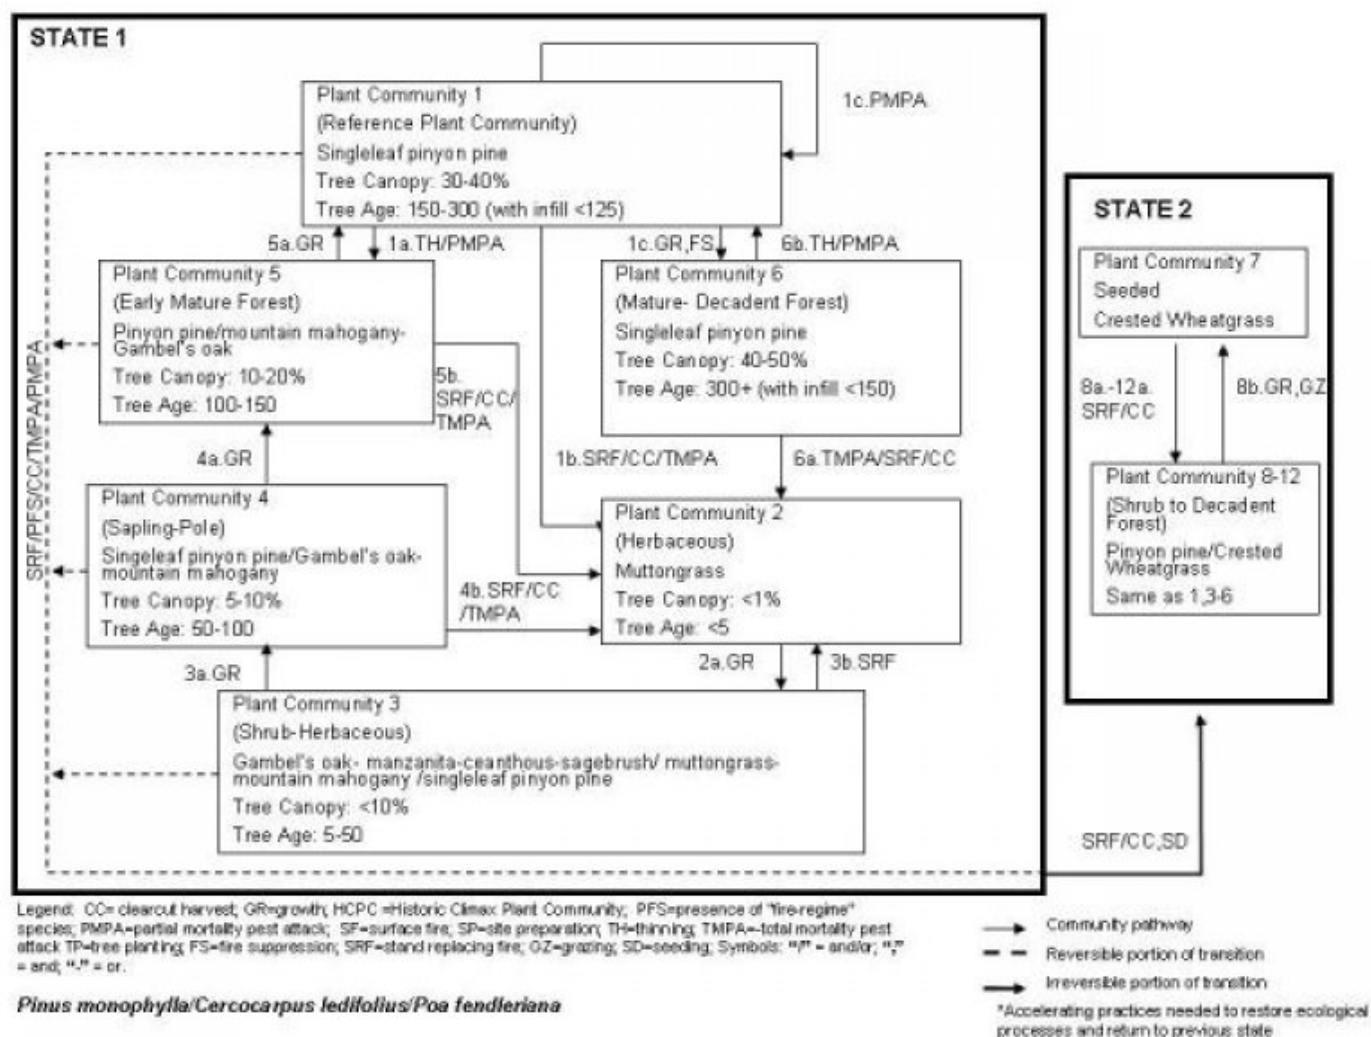 STATE 1
Plant Community 1
(Reference Plant Community)
Singleleaf pinyon pine
Tree Canopy: 30-40%
Tree Age: 150-300 (with infill <125)
1c.PMPA
5a.GR
1a.TH/PMPA
1c.GR,FS
6b.TH/PMPA
Plant Community 5
(Early Mature Forest)
Pinyon pine/mountain mahogany-
Gambel's oak
Tree Canopy: 10-20%
Tree Age: 100-150
Plant Community 6
(Mature- Decadent Forest)
Singleleaf pinyon pine
Tree Canopy: 40-50%
Tree Age: 300+ (with infill <150)
5b.
SRF/CC/
TMPA
4a.GR
1b.SRF/CC/TMPA
6a.TMPA/SRF/CC
SRF/PFS/CC/TMPA/PMPA
Plant Community 4
(Sapling-Pole)
Singeleaf pinyon pine/Gambel's oak-
mountain mahogany
Tree Canopy: 5-10%
Tree Age: 50-100
4b.SRF/CC
/TMPA
Plant Community 2
(Herbaceous)
Muttongrass
Tree Canopy: <1%
Tree Age: <5
3a.GR
2a.GR
3b.SRF
Plant Community 3
(Shrub-Herbaceous)
Gambel's oak- manzanita-ceanthous-sagebrush/ muttongrass-
mountain mahogany /singleleaf pinyon pine
Tree Canopy: <10%
Tree Age: 5-50
STATE 2
Plant Community 7
Seeded
Crested Wheatgrass
8a.-12a.
SRF/CC
8b.GR,GZ
Plant Community 8-12
(Shrub to Decadent
Forest)
Pinyon pine/Crested
Wheatgrass
Same as 1,3-6
SRF/CC,SD
Legend: CC= clearcut harvest; GR=growth; HCPC =Historic Climax Plant Community; PFS=presence of "fire-regime"
species; PMPA=partial mortality pest attack; SF=surface fire; SP=site preparation; TH=thinning; TMPA=-total mortality pest
attack TP=tree planting; FS=fire suppression; SRF=stand replacing fire; GZ=grazing; SD=seeding; Symbols: "/" = and/or; ","
= and; "-" = or.
Pinus monophylla/Cercocarpus ledifolius/Poa fendleriana
Community pathway
Reversible portion of transition
Irreversible portion of transition
*Accelerating practices needed to restore ecological
processes and return to previous state